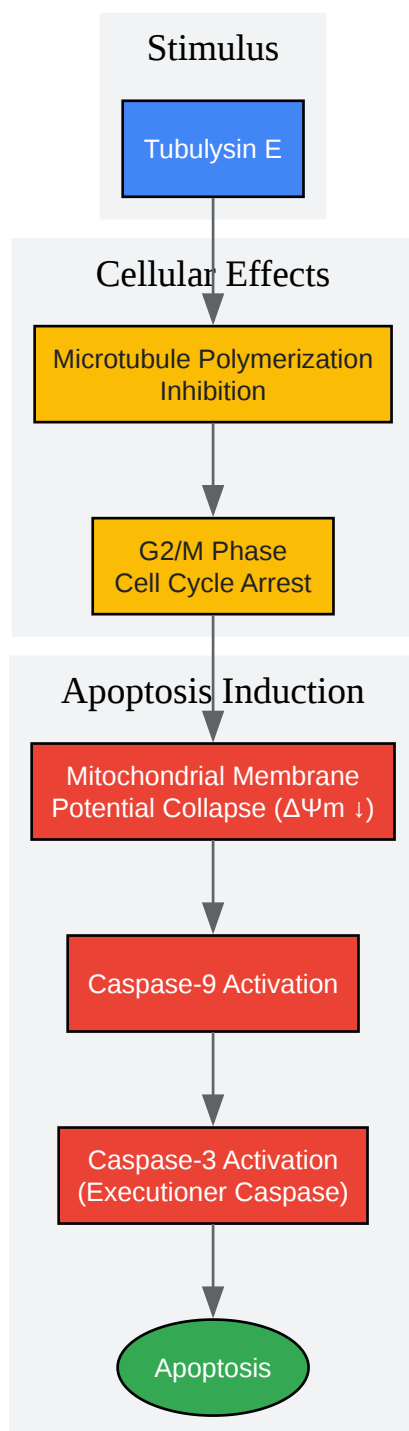 Stimulus
Tubulysin E
Cellular Effects
Microtubule Polymerization
Inhibition
G2/M Phase
Cell Cycle Arrest
Apoptosis Induction
Mitochondrial Membrane
Potential Collapse (ΔΨm ↓)
Caspase-9 Activation
Caspase-3 Activation
(Executioner Caspase)
Apoptosis